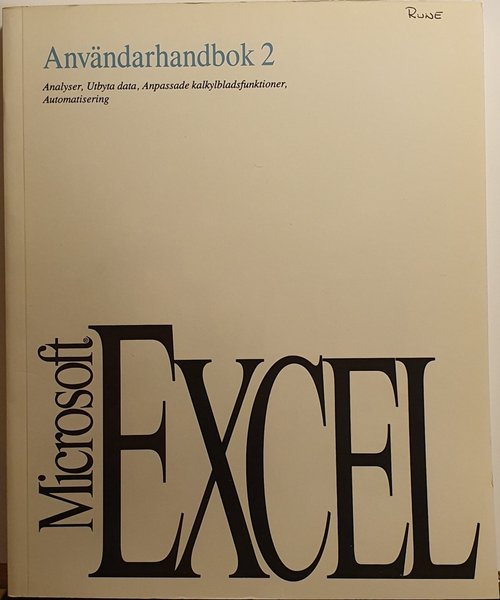 RUNE
Användarhandbok 2
Analyser, Utbyta data, Anpassade kalkylbladsfunktioner,
Automatisering
Microsoft
EXCEL